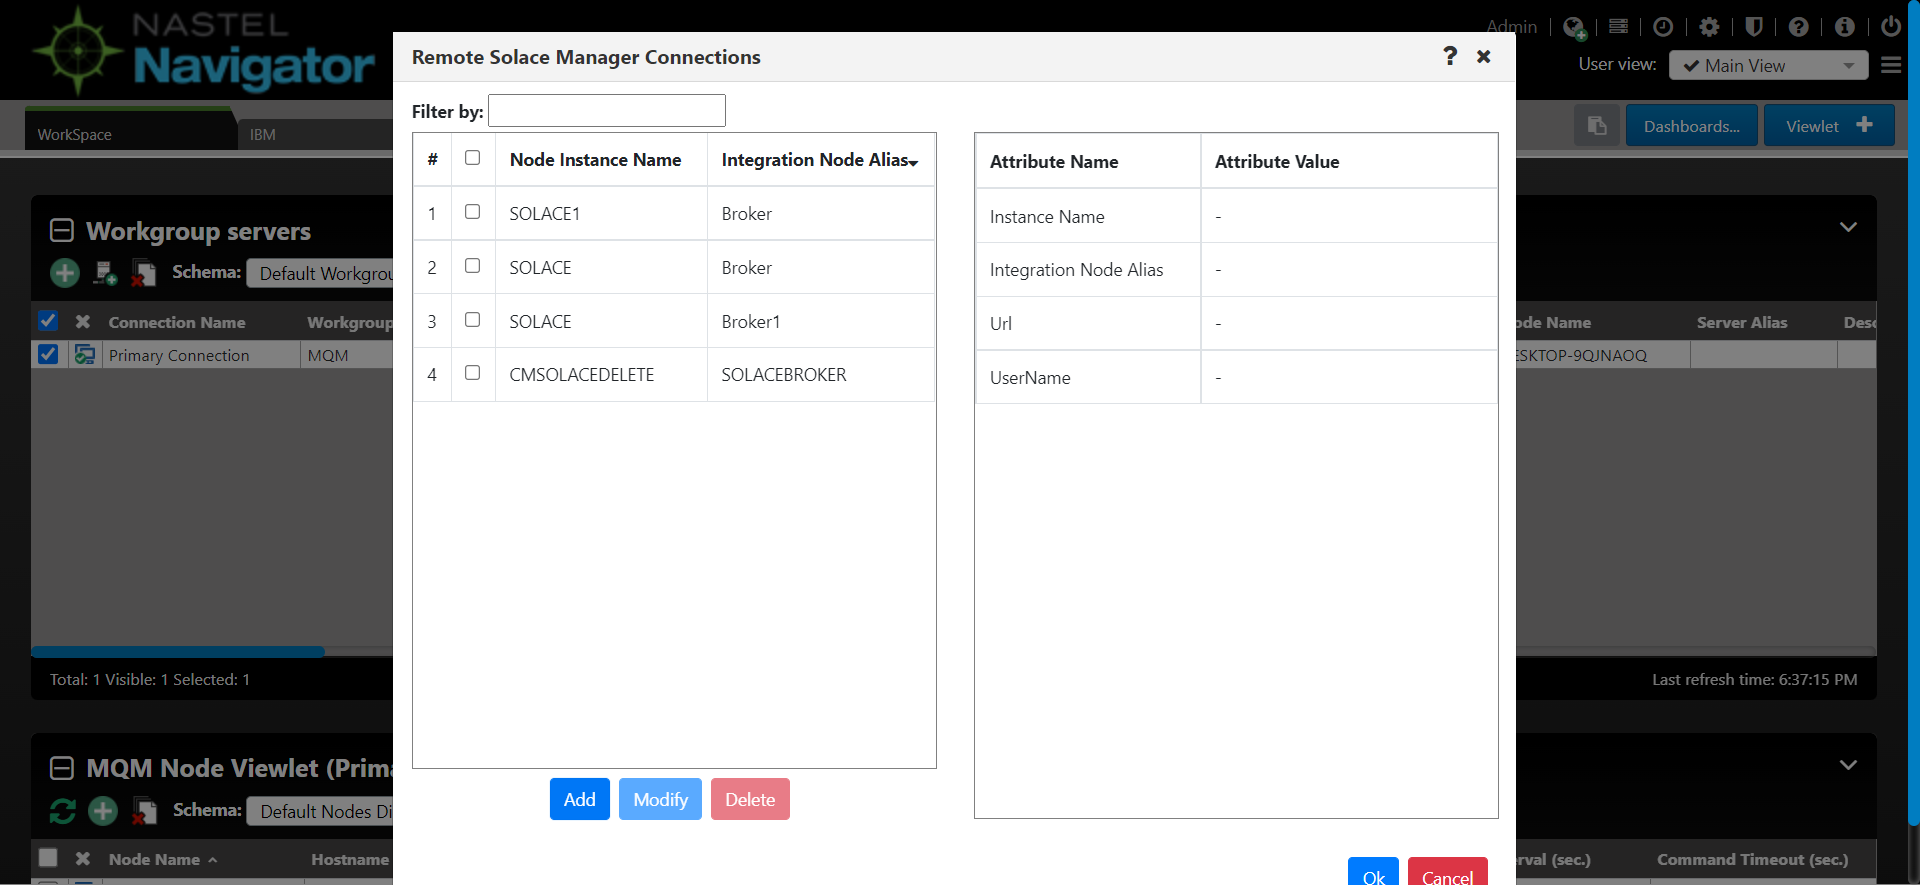 NASTEL
Navigator
Admin
User view: Main View
WorkSpace
IBM
Dashboards...
Viewlet
Remote Solace Manager Connections
Filter by:
# Node Instance Name Integration Node Alias
1 SOLACE1 Broker
2 SOLACE Broker
3 SOLACE Broker1
4 CMSOLACEDELETE SOLACEBROKER
Add Modify Delete
Attribute Name Attribute Value
Instance Name -
Integration Node Alias -
Url -
UserName -
Ok Cancel
Workgroup servers
Schema: Default Workgrou
Connection Name Workgroup
Primary Connection MQM
ode Name Server Alias Desc
ESKTOP-9QJNAOQ
Total: 1 Visible: 1 Selected: 1
Last refresh time: 6:37:15 PM
MQM Node Viewlet (Prima
Schema: Default Nodes Di
Node Name Hostname
rval (sec.) Command Timeout (sec.)